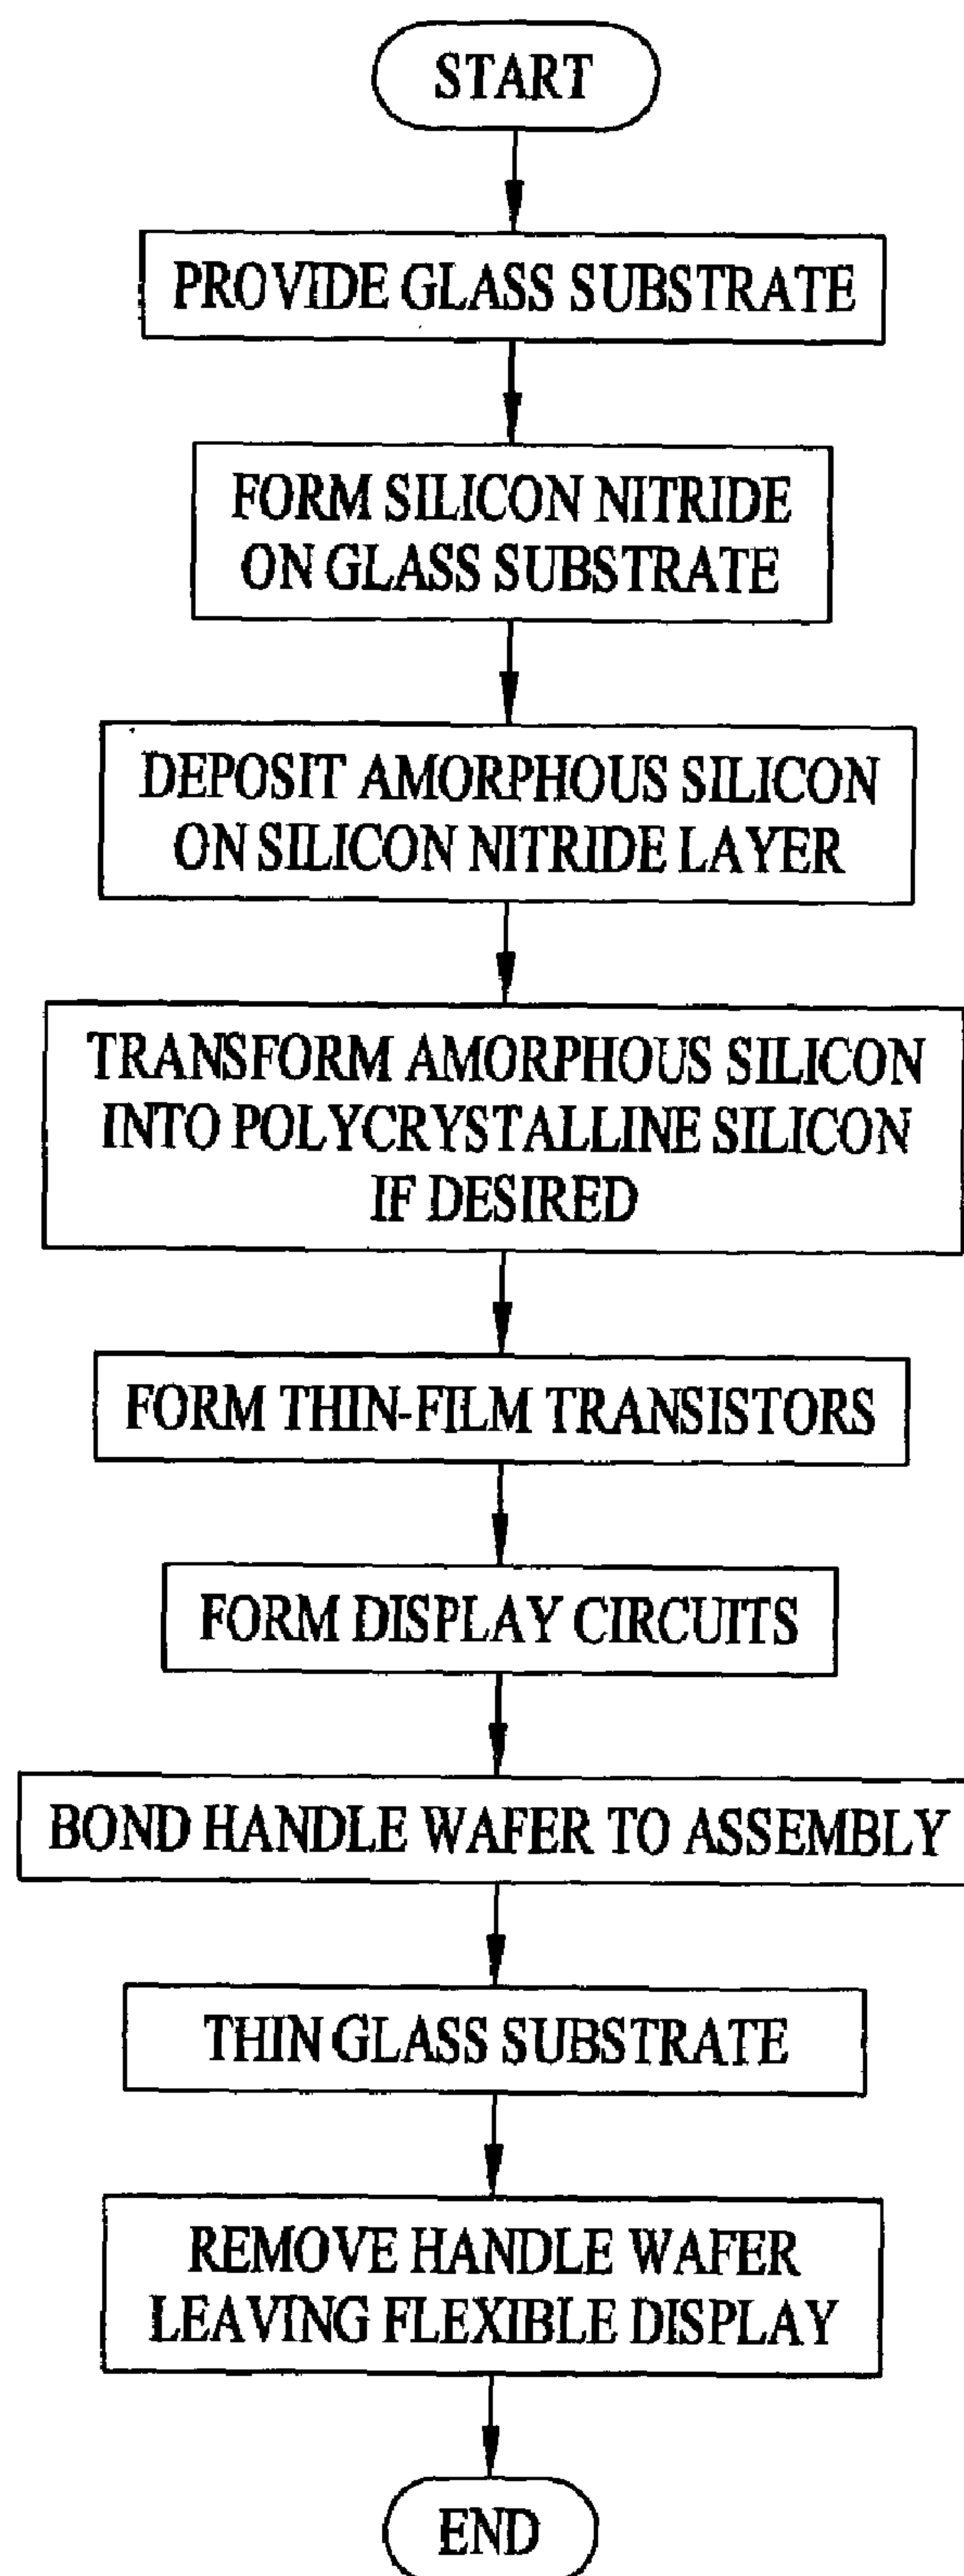 START
PROVIDE GLASS SUBSTRATE
FORM SILICON NITRIDE
ON GLASS SUBSTRATE
DEPOSIT AMORPHOUS SILICON
ON SILICON NITRIDE LAYER
TRANSFORM AMORPHOUS SILICON
INTO POLYCRYSTALLINE SILICON
IF DESIRED
FORM THIN-FILM TRANSISTORS
FORM DISPLAY CIRCUITS
BOND HANDLE WAFER TO ASSEMBLY
THIN GLASS SUBSTRATE
REMOVE HANDLE WAFER
LEAVING FLEXIBLE DISPLAY
END